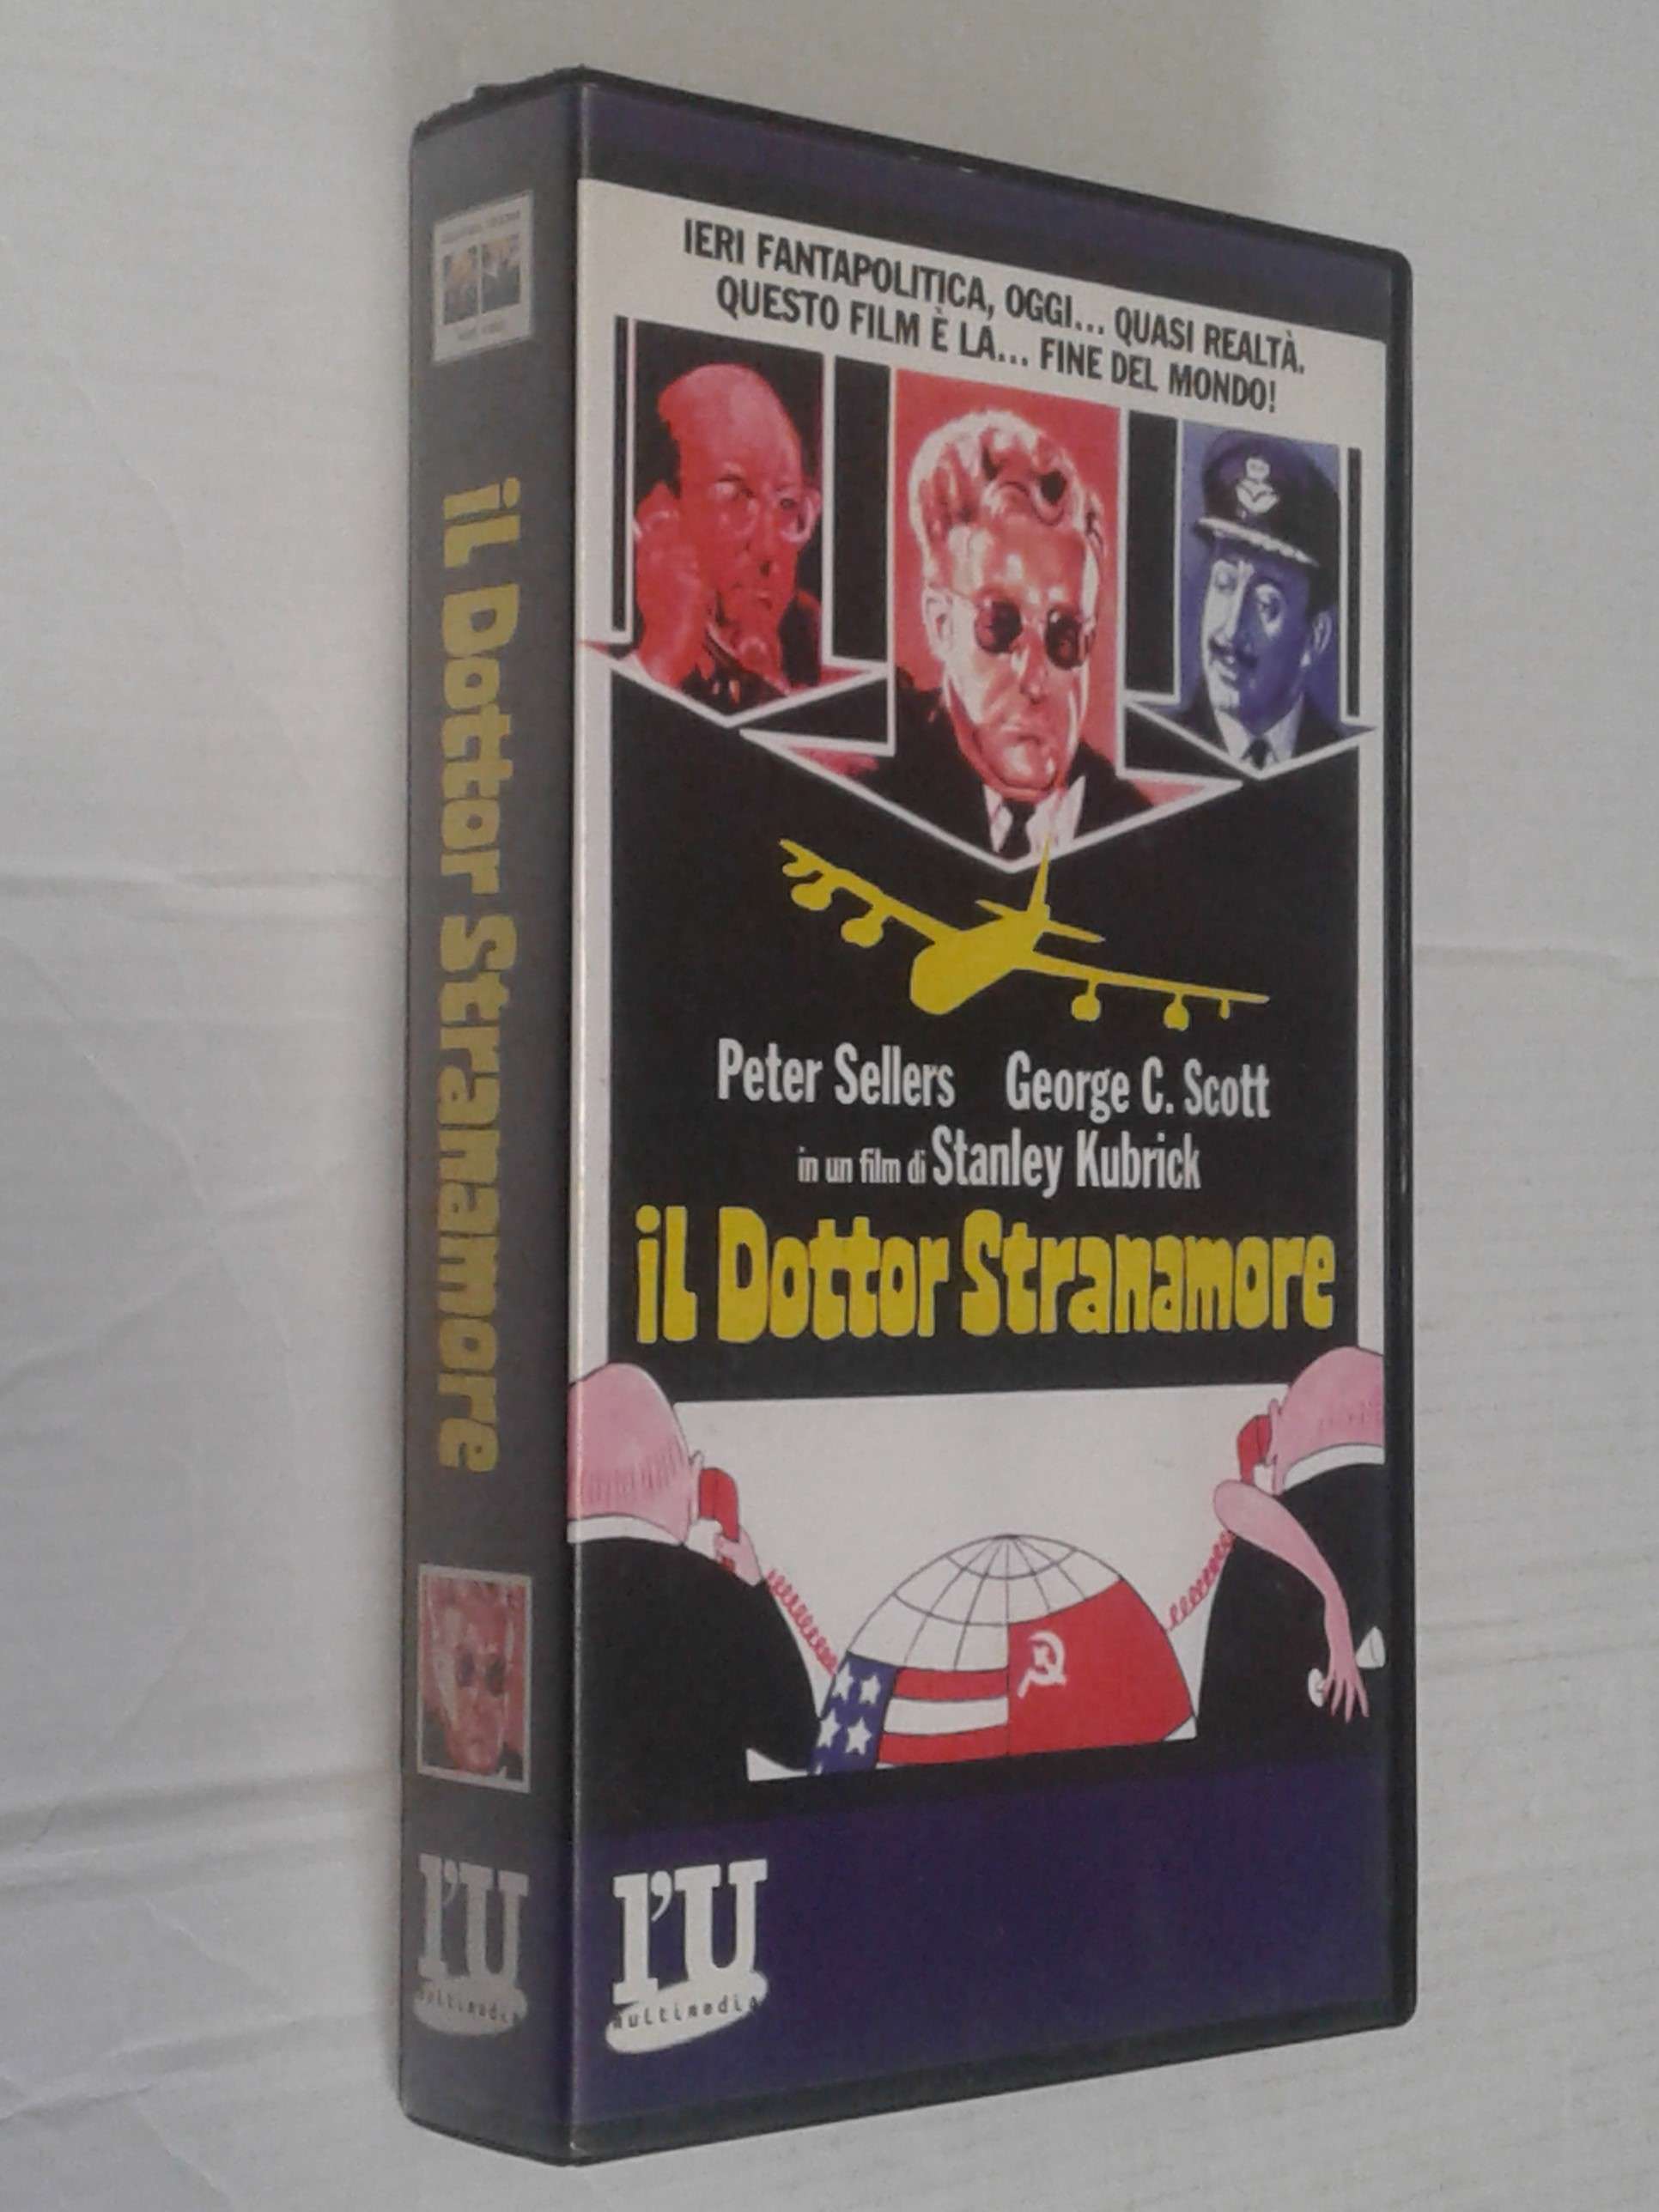 IERI FANTAPOLITICA, OGGI... QUASI REALTÀ.
QUESTO FILM È LA... FINE DEL MONDO!
Peter Sellers George C. Scott
in un film di Stanley Kubrick
il Dottor Stranamore
l'U
multimedia
il Dottor Stranamore
l'U
multimedia